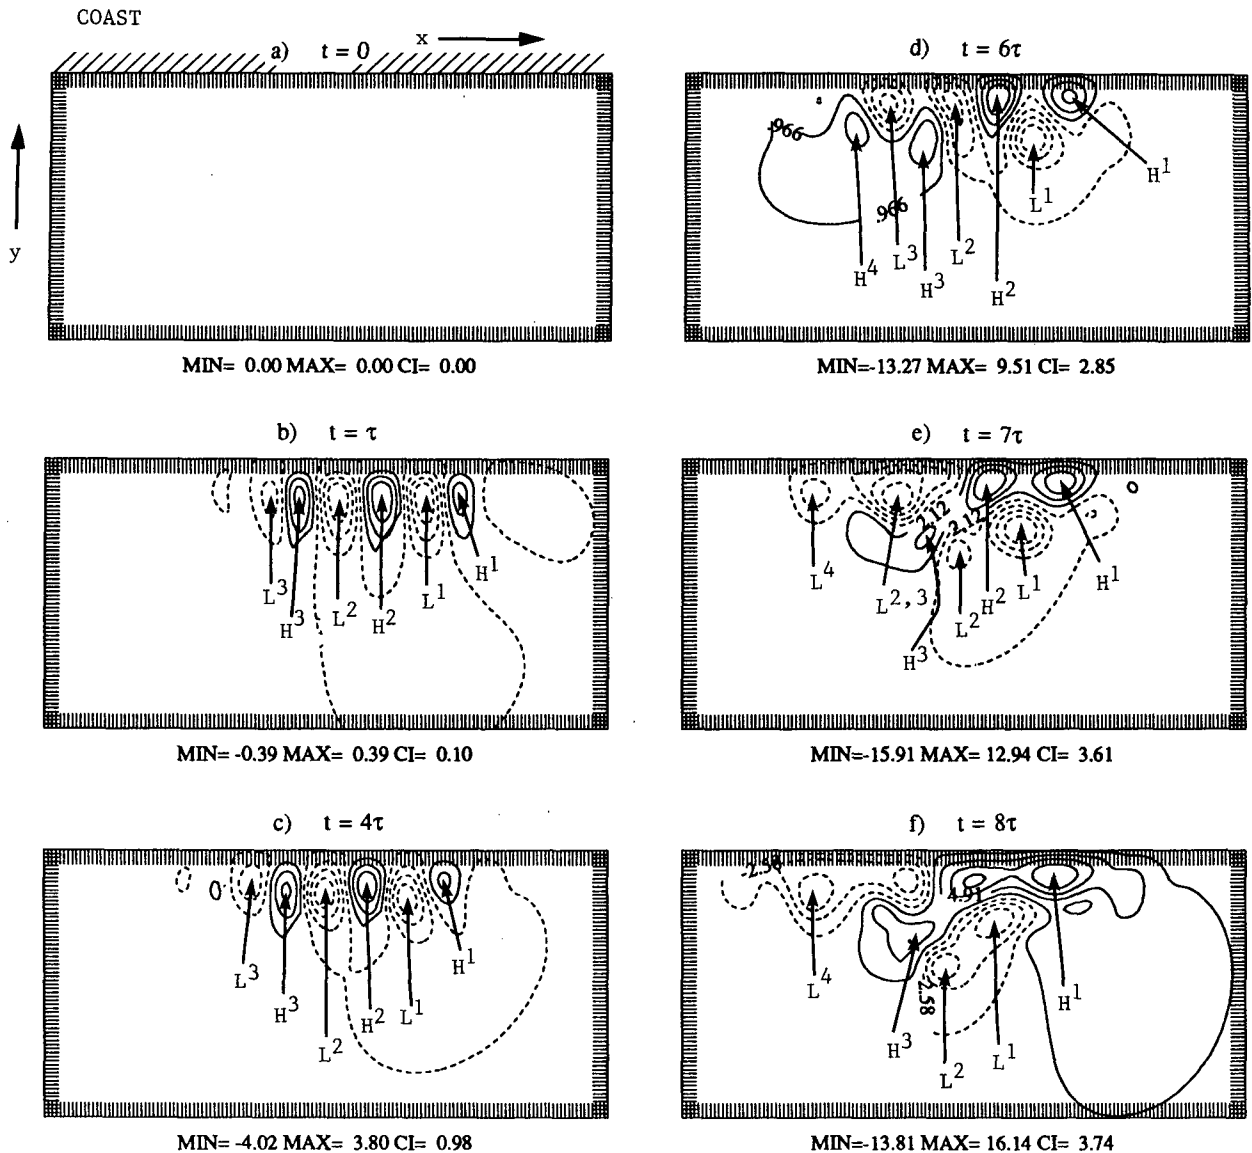 COAST
a) t = 0
x
y
MIN= 0.00 MAX= 0.00 CI= 0.00
b) t = τ
L3
H3
L2
H2
L1
H1
MIN= -0.39 MAX= 0.39 CI= 0.10
c) t = 4τ
L3
H3
L2
H2
L1
H1
MIN= -4.02 MAX= 3.80 CI= 0.98
d) t = 6τ
.966
.966
H4
L3
H3
L2
H2
L1
H1
MIN=-13.27 MAX= 9.51 CI= 2.85
e) t = 7τ
2.12
-2.12
L4
L2,3
H3
L2
H2
L1
H1
MIN=-15.91 MAX= 12.94 CI= 3.61
f) t = 8τ
-2.58
4.91
-2.58
L4
H3
L2
L1
H1
MIN=-13.81 MAX= 16.14 CI= 3.74